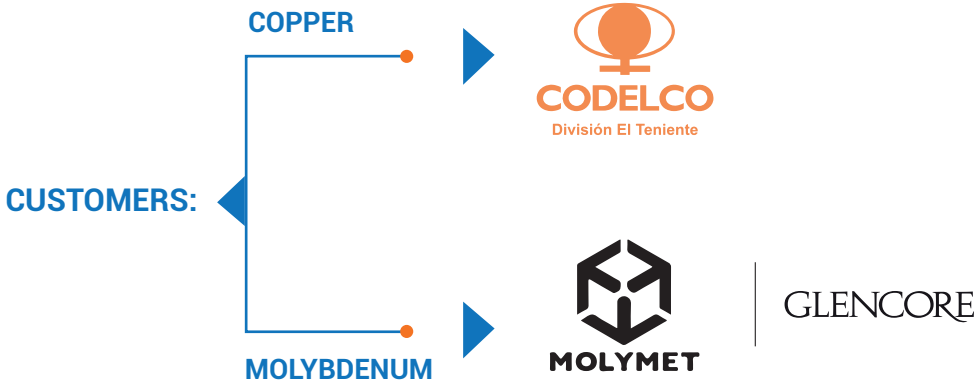 COPPER
CODELCO
División El Teniente
CUSTOMERS:
MOLYMET
GLENCORE
MOLYBDENUM